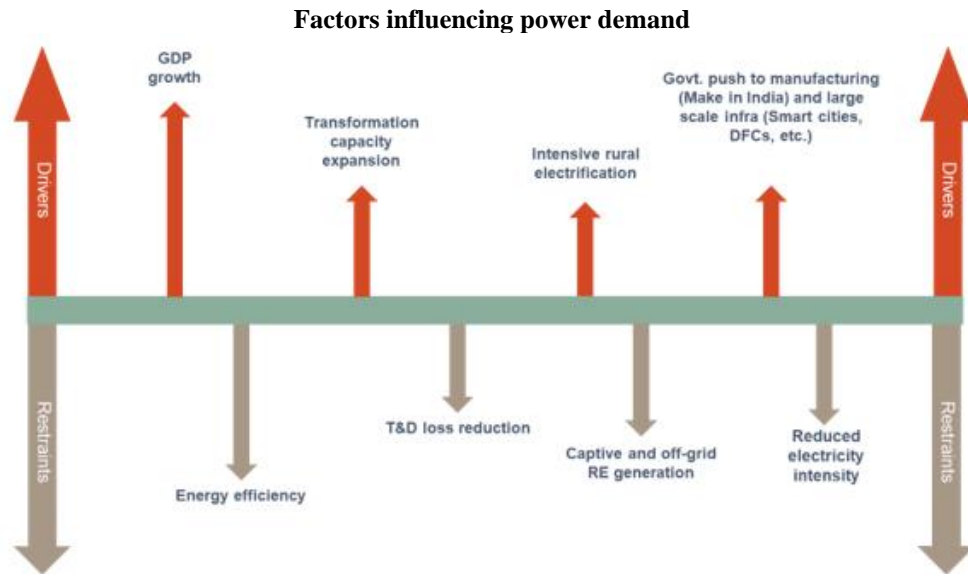 Factors influencing power demand
GDP
growth
Transformation
capacity
expansion
Intensive rural
electrification
Govt. push to manufacturing
(Make in India) and large
scale infra (Smart cities,
DFCs, etc.)
Drivers
Drivers
Restraints
Restraints
Energy efficiency
T&D loss reduction
Captive and off-grid
RE generation
Reduced
electricity
intensity